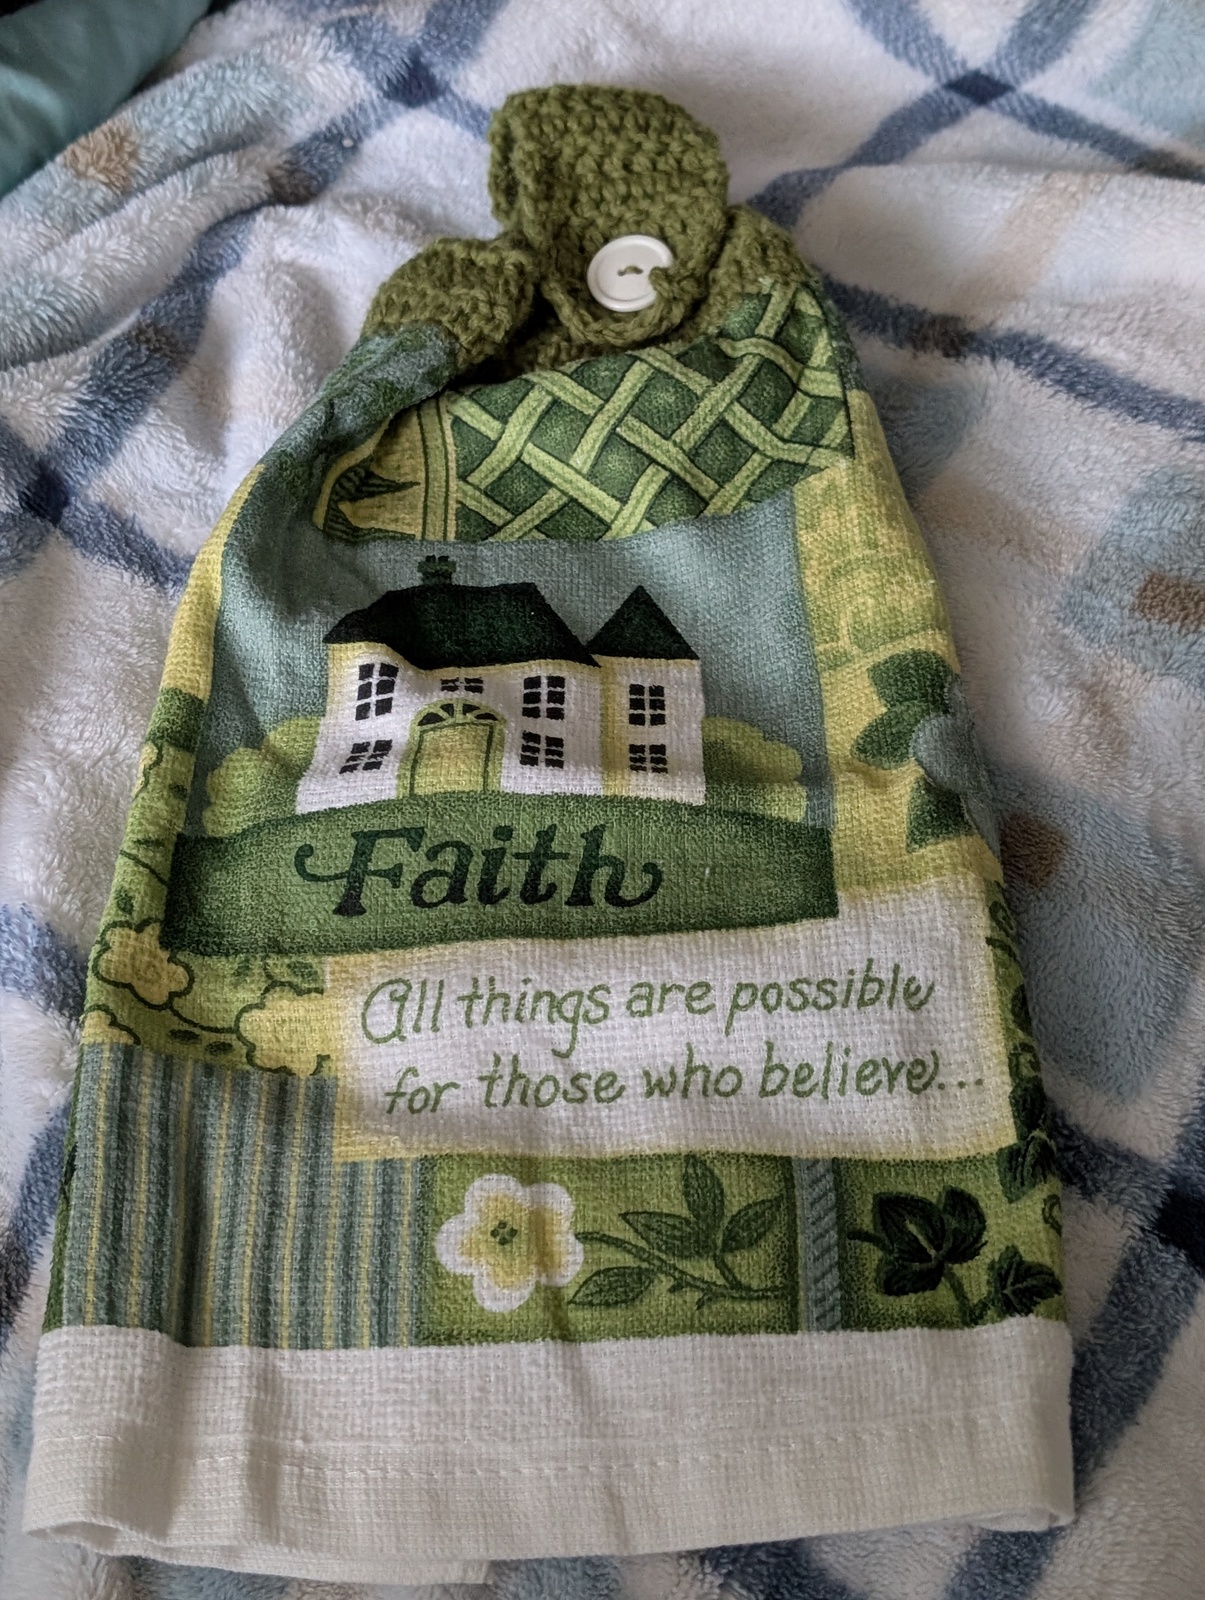 Faith
All things are possible
for those who believe...